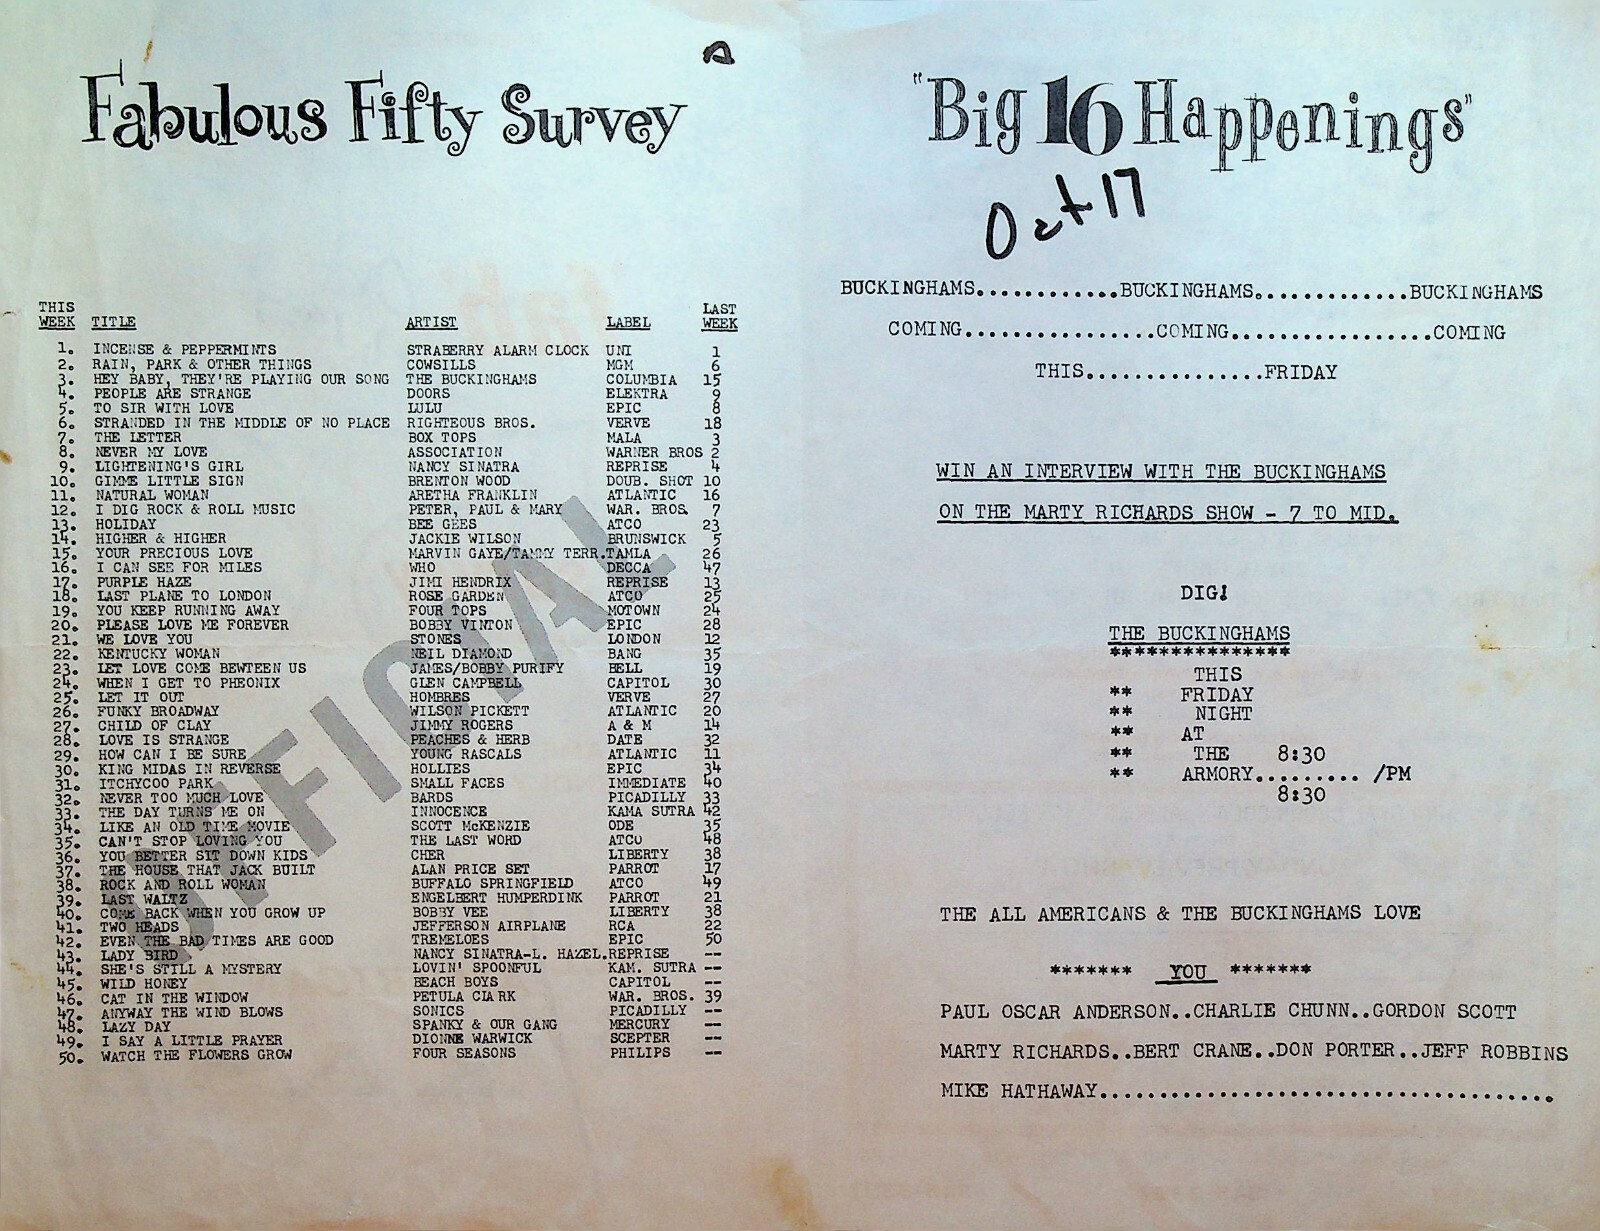 Fabulous Fifty Survey
THIS WEEK TITLE ARTIST LABEL LAST WEEK
1. INCENSE & PEPPERMINTS STRABERRY ALARM CLOCK UNI 1
2. RAIN, PARK & OTHER THINGS COWSILLS MGM 6
3. HEY BABY, THEY'RE PLAYING OUR SONG THE BUCKINGHAMS COLUMBIA 15
4. PEOPLE ARE STRANGE DOORS ELEKTRA 9
5. TO SIR WITH LOVE LULU EPIC 8
6. STRANDED IN THE MIDDLE OF NO PLACE RIGHTEOUS BROS. VERVE 18
7. THE LETTER BOX TOPS MALA 3
8. NEVER MY LOVE ASSOCIATION WARNER BROS 2
9. LIGHTENING'S GIRL NANCY SINATRA REPRISE 4
10. GIMME LITTLE SIGN BRENTON WOOD DOUB. SHOT 10
11. NATURAL WOMAN ARETHA FRANKLIN ATLANTIC 16
12. I DIG ROCK & ROLL MUSIC PETER, PAUL & MARY WAR. BROS. 7
13. HOLIDAY BEE GEES ATCO 23
14. HIGHER & HIGHER JACKIE WILSON BRUNSWICK 5
15. YOUR PRECIOUS LOVE MARVIN GAYE/TAMMY TERR.TAMLA 26
16. I CAN SEE FOR MILES WHO DECCA 47
17. PURPLE HAZE JIMI HENDRIX REPRISE 13
18. LAST PLANE TO LONDON ROSE GARDEN ATCO 25
19. YOU KEEP RUNNING AWAY FOUR TOPS MOTOWN 24
20. PLEASE LOVE ME FOREVER BOBBY VINTON EPIC 28
21. WE LOVE YOU STONES LONDON 12
22. KENTUCKY WOMAN NEIL DIAMOND BANG 35
23. LET LOVE COME BEWTEEN US JAMES/BOBBY PURIFY BELL 19
24. WHEN I GET TO PHEONIX GLEN CAMPBELL CAPITOL 30
25. LET IT OUT HOMBRES VERVE 27
26. FUNKY BROADWAY WILSON PICKETT ATLANTIC 20
27. CHILD OF CLAY JIMMY ROGERS A & M 14
28. LOVE IS STRANGE PEACHES & HERB DATE 32
29. HOW CAN I BE SURE YOUNG RASCALS ATLANTIC 11
30. KING MIDAS IN REVERSE HOLLIES EPIC 34
31. ITCHYCOO PARK SMALL FACES IMMEDIATE 40
32. NEVER TOO MUCH LOVE BARDS PICADILLY 33
33. THE DAY TURNS ME ON INNOCENCE KAMA SUTRA 42
34. LIKE AN OLD TIME MOVIE SCOTT McKENZIE ODE 35
35. CAN'T STOP LOVING YOU THE LAST WORD ATCO 48
36. YOU BETTER SIT DOWN KIDS CHER LIBERTY 38
37. THE HOUSE THAT JACK BUILT ALAN PRICE SET PARROT 17
38. ROCK AND ROLL WOMAN BUFFALO SPRINGFIELD ATCO 49
39. LAST WALTZ ENGELBERT HUMPERDINK PARROT 21
40. COME BACK WHEN YOU GROW UP BOBBY VEE LIBERTY 38
41. TWO HEADS JEFFERSON AIRPLANE RCA 22
42. EVEN THE BAD TIMES ARE GOOD TREMELOES EPIC 50
43. LADY BIRD NANCY SINATRA-L. HAZEL.REPRISE --
44. SHE'S STILL A MYSTERY LOVIN' SPOONFUL KAM. SUTRA --
45. WILD HONEY BEACH BOYS CAPITOL --
46. CAT IN THE WINDOW PETULA CLARK WAR. BROS. 39
47. ANYWAY THE WIND BLOWS SONICS PICADILLY --
48. LAZY DAY SPANKY & OUR GANG MERCURY --
49. I SAY A LITTLE PRAYER DIONNE WARWICK SCEPTER --
50. WATCH THE FLOWERS GROW FOUR SEASONS PHILIPS --
OFFICIAL
"Big 16 Happenings"
Oct 17
BUCKINGHAMS............BUCKINGHAMS.............BUCKINGHAMS
COMING................COMING.................COMING
THIS...............FRIDAY
WIN AN INTERVIEW WITH THE BUCKINGHAMS
ON THE MARTY RICHARDS SHOW - 7 TO MID.
DIG!
THE BUCKINGHAMS
***************
THIS
** FRIDAY
** NIGHT
** AT
** THE 8:30
** ARMORY......... /PM
8:30
THE ALL AMERICANS & THE BUCKINGHAMS LOVE
******* YOU *******
PAUL OSCAR ANDERSON..CHARLIE CHUNN..GORDON SCOTT
MARTY RICHARDS..BERT CRANE..DON PORTER..JEFF ROBBINS
MIKE HATHAWAY......................................